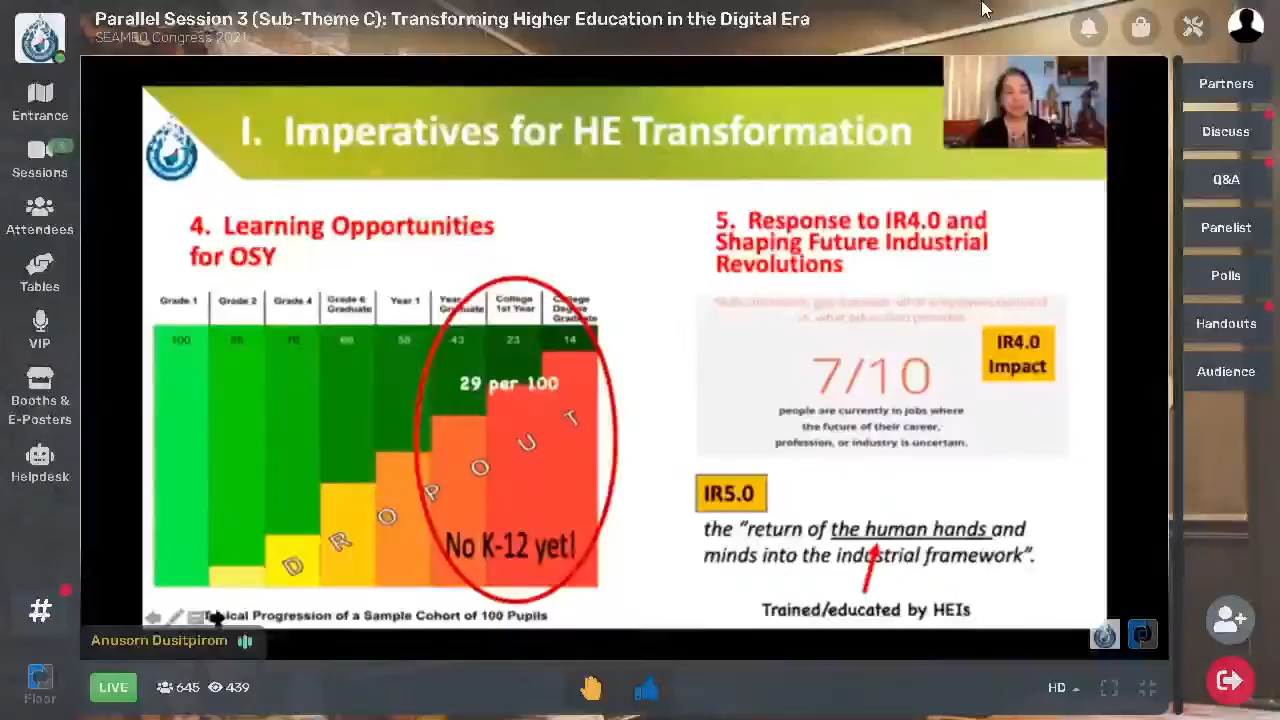 Parallel Session 3 (Sub-Theme C): Transforming Higher Education in the Digital Era
SEAMEO Congress 2021
Entrance
Sessions
Attendees
Tables
VIP
Booths &
E-Posters
Helpdesk
#
Floor
I. Imperatives for HE Transformation
4. Learning Opportunities
for OSY
Grade 1 Grade 2 Grade 4 Grade 6 Graduate Year 1 Graduate College 1st Year College Degree Graduate
100 58 43 23 14
29 per 100
D R O P O U T
No K-12 yet!
Progression of a Sample Cohort of 100 Pupils
5. Response to IR4.0 and
Shaping Future Industrial
Revolutions
IR4.0
Impact
7/10
people are currently in jobs where
the future of their career,
profession, or industry is uncertain.
IR5.0
the “return of the human hands and
minds into the industrial framework”.
Trained/educated by HEIs
Anusorn Dusitpirom
LIVE 645 439
HD
Partners
Discuss
Q&A
Panelist
Polls
Handouts
Audience